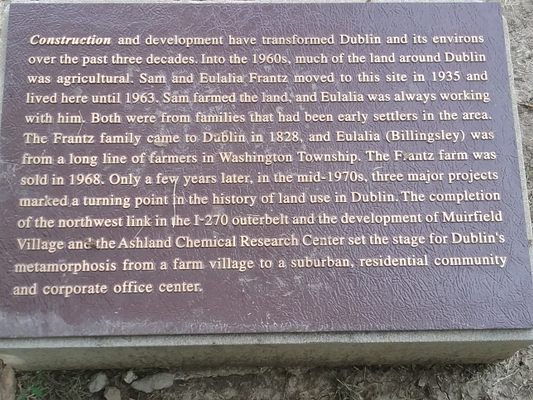 Construction and development have transformed Dublin and its environs
over the past three decades. Into the 1960s, much of the land around Dublin
was agricultural. Sam and Eulalia Frantz moved to this site in 1935 and
lived here until 1963. Sam farmed the land, and Eulalia was always working
with him. Both were from families that had been early settlers in the area.
The Frantz family came to Dublin in 1828, and Eulalia (Billingsley) was
from a long line of farmers in Washington Township. The Frantz farm was
sold in 1968. Only a few years later, in the mid-1970s, three major projects
marked a turning point in the history of land use in Dublin. The completion
of the northwest link in the I-270 outerbelt and the development of Muirfield
Village and the Ashland Chemical Research Center set the stage for Dublin's
metamorphosis from a farm village to a suburban, residential community
and corporate office center.